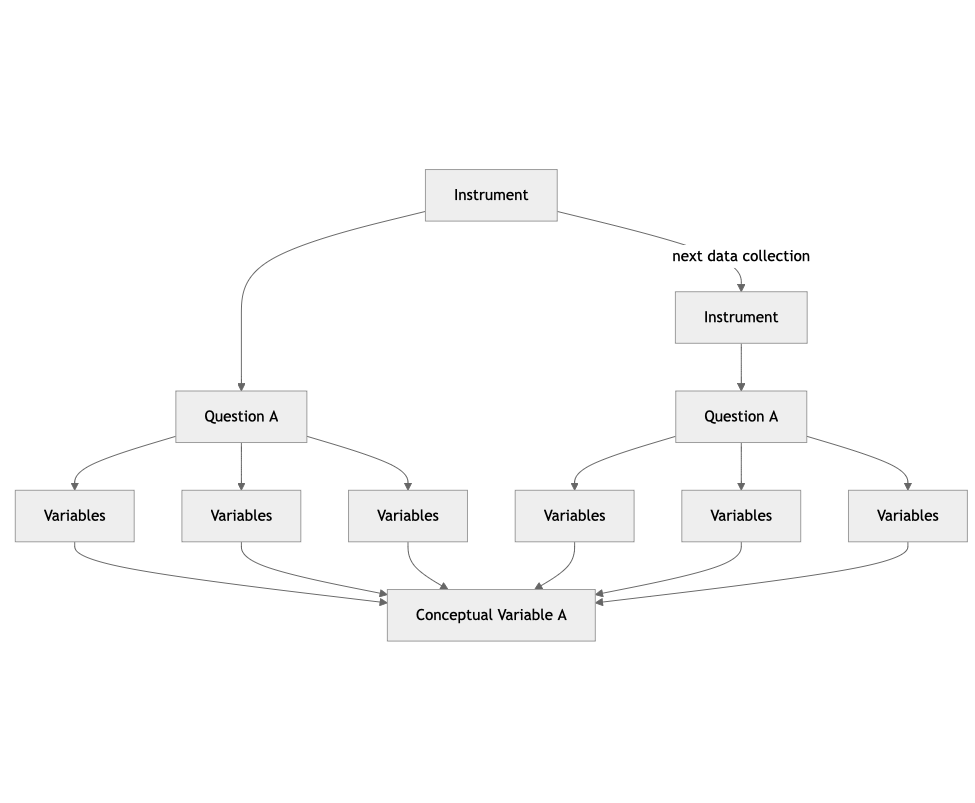 Instrument
next data collection
Instrument
Question A
Question A
Variables
Variables
Variables
Variables
Variables
Variables
Conceptual Variable A